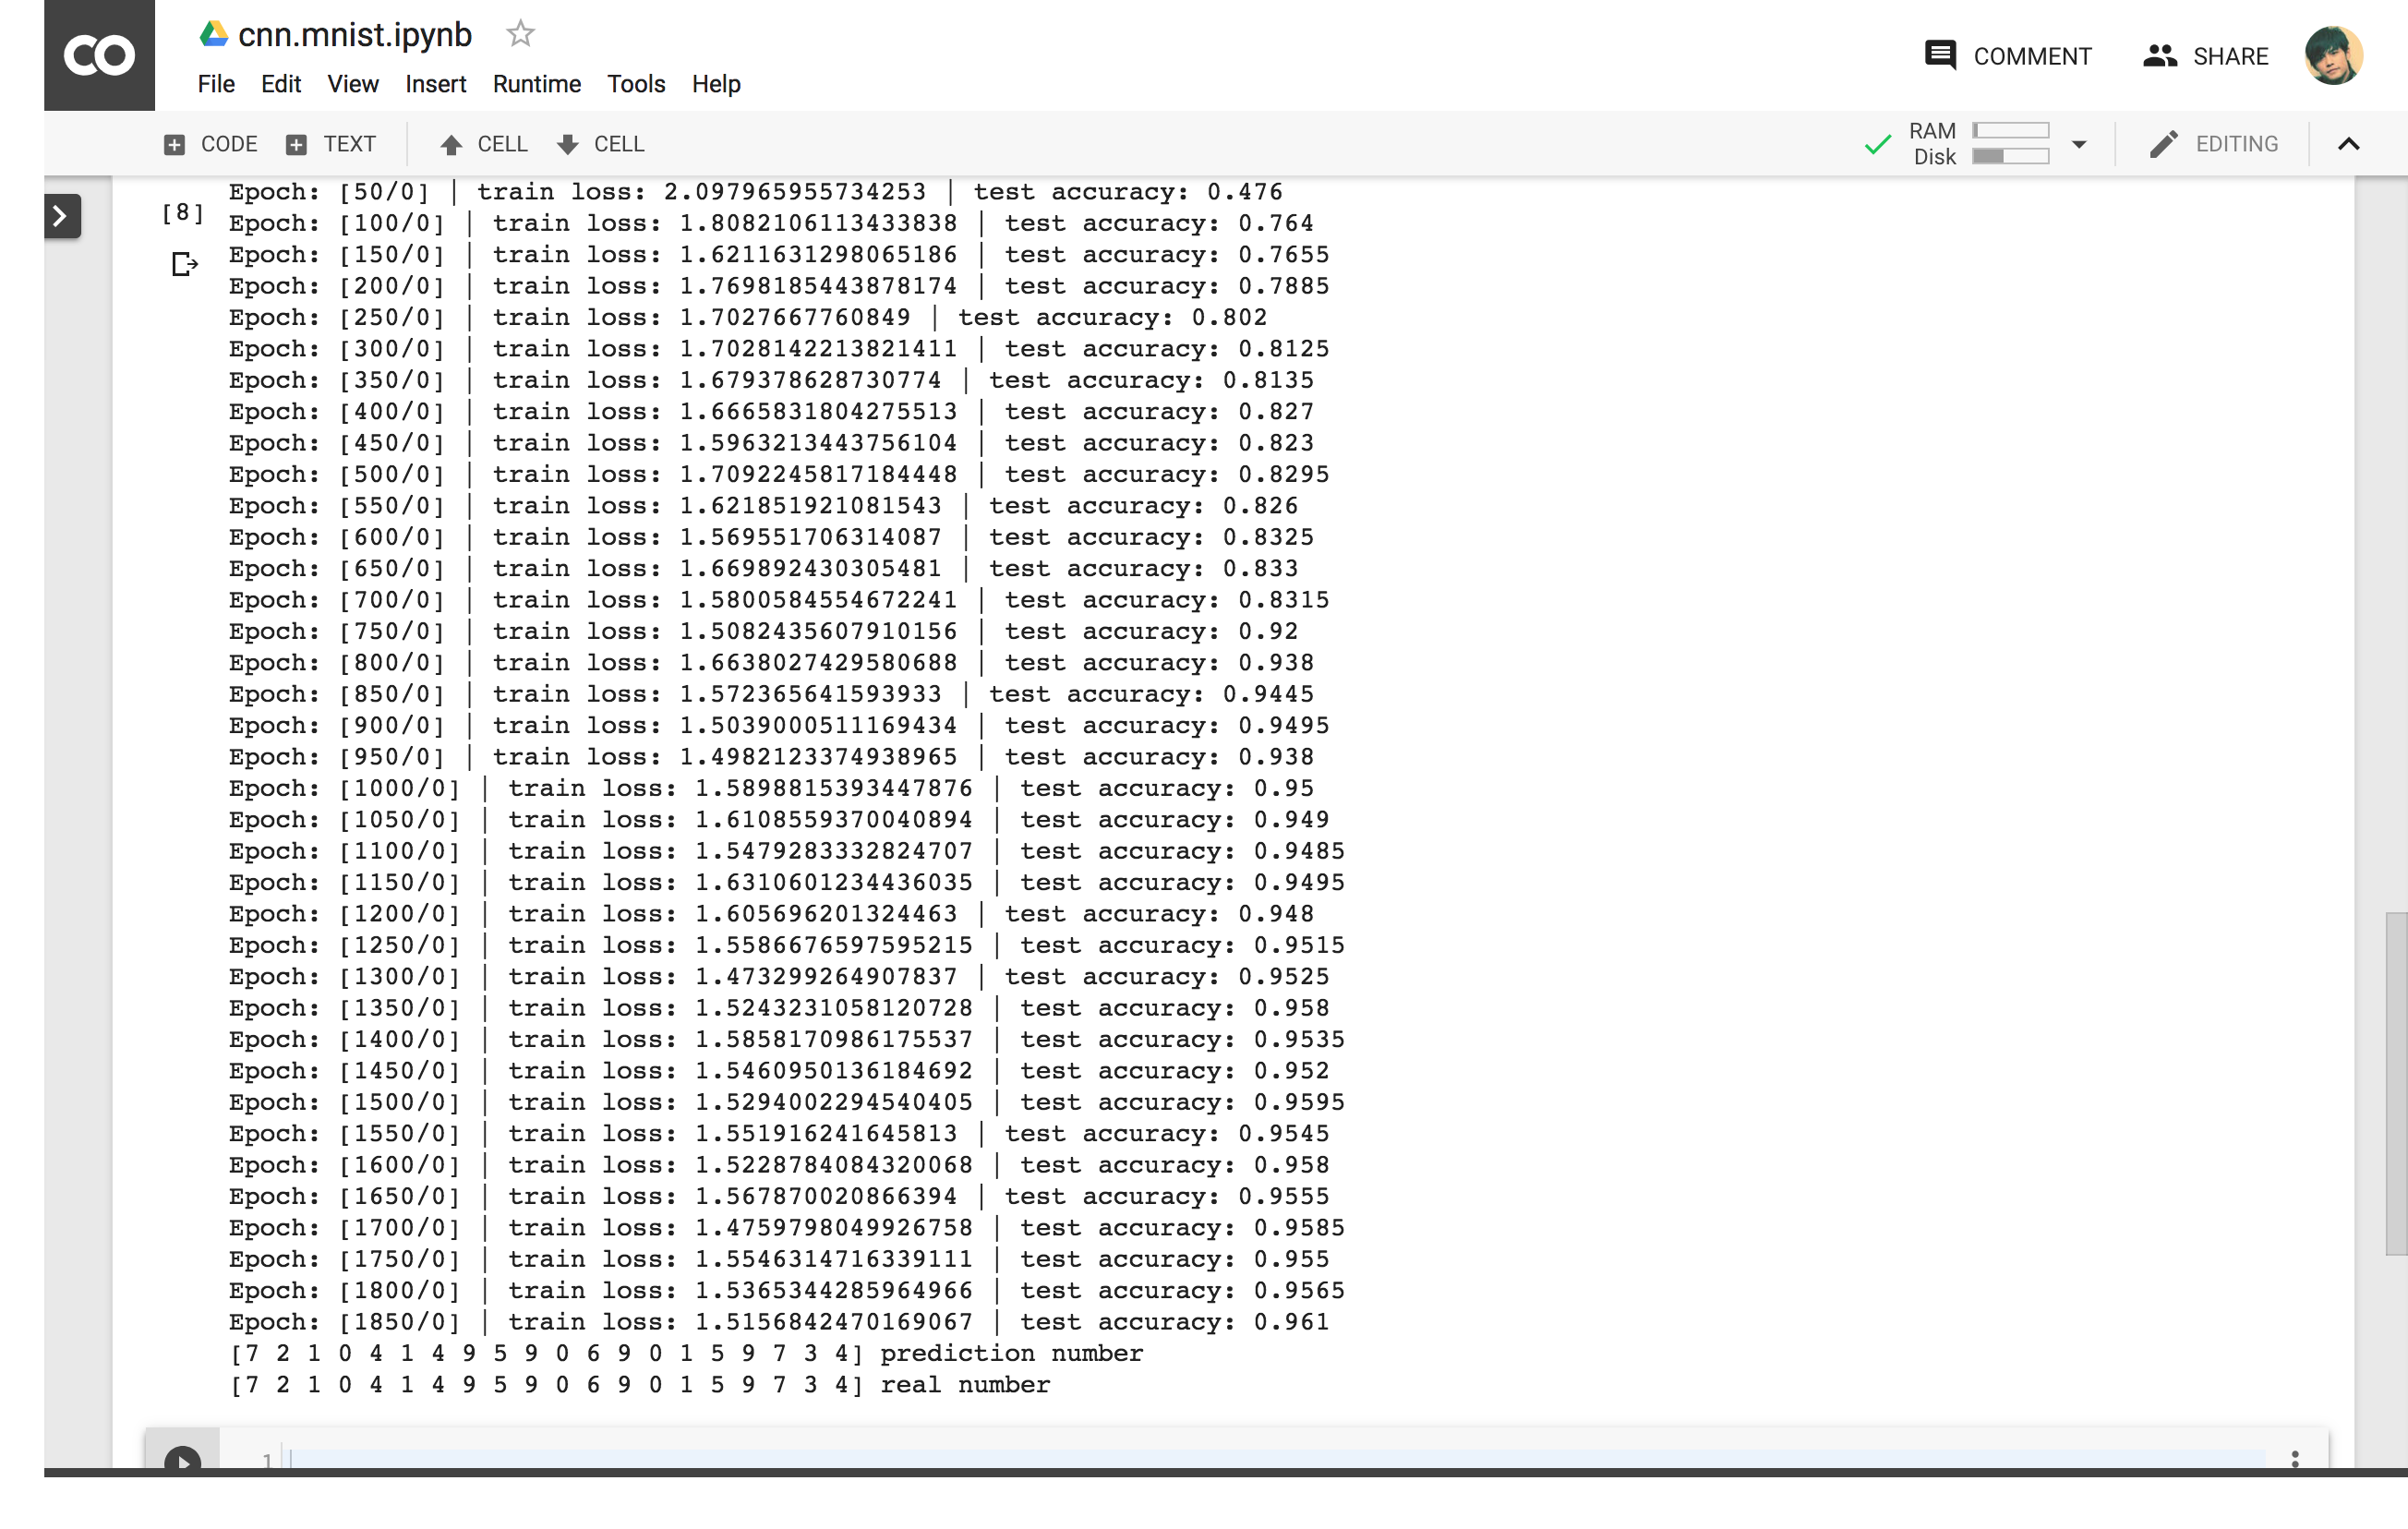 CO
cnn.mnist.ipynb
File Edit View Insert Runtime Tools Help
COMMENT SHARE
CODE TEXT CELL CELL
RAM
Disk
EDITING
[8]
Epoch: [50/0] | train loss: 2.097965955734253 | test accuracy: 0.476
Epoch: [100/0] | train loss: 1.8082106113433838 | test accuracy: 0.764
Epoch: [150/0] | train loss: 1.6211631298065186 | test accuracy: 0.7655
Epoch: [200/0] | train loss: 1.7698185443878174 | test accuracy: 0.7885
Epoch: [250/0] | train loss: 1.7027667760849 | test accuracy: 0.802
Epoch: [300/0] | train loss: 1.7028142213821411 | test accuracy: 0.8125
Epoch: [350/0] | train loss: 1.679378628730774 | test accuracy: 0.8135
Epoch: [400/0] | train loss: 1.6665831804275513 | test accuracy: 0.827
Epoch: [450/0] | train loss: 1.5963213443756104 | test accuracy: 0.823
Epoch: [500/0] | train loss: 1.7092245817184448 | test accuracy: 0.8295
Epoch: [550/0] | train loss: 1.621851921081543 | test accuracy: 0.826
Epoch: [600/0] | train loss: 1.569551706314087 | test accuracy: 0.8325
Epoch: [650/0] | train loss: 1.669892430305481 | test accuracy: 0.833
Epoch: [700/0] | train loss: 1.5800584554672241 | test accuracy: 0.8315
Epoch: [750/0] | train loss: 1.5082435607910156 | test accuracy: 0.92
Epoch: [800/0] | train loss: 1.6638027429580688 | test accuracy: 0.938
Epoch: [850/0] | train loss: 1.572365641593933 | test accuracy: 0.9445
Epoch: [900/0] | train loss: 1.5039000511169434 | test accuracy: 0.9495
Epoch: [950/0] | train loss: 1.4982123374938965 | test accuracy: 0.938
Epoch: [1000/0] | train loss: 1.5898815393447876 | test accuracy: 0.95
Epoch: [1050/0] | train loss: 1.6108559370040894 | test accuracy: 0.949
Epoch: [1100/0] | train loss: 1.5479283332824707 | test accuracy: 0.9485
Epoch: [1150/0] | train loss: 1.6310601234436035 | test accuracy: 0.9495
Epoch: [1200/0] | train loss: 1.605696201324463 | test accuracy: 0.948
Epoch: [1250/0] | train loss: 1.5586676597595215 | test accuracy: 0.9515
Epoch: [1300/0] | train loss: 1.473299264907837 | test accuracy: 0.9525
Epoch: [1350/0] | train loss: 1.5243231058120728 | test accuracy: 0.958
Epoch: [1400/0] | train loss: 1.5858170986175537 | test accuracy: 0.9535
Epoch: [1450/0] | train loss: 1.5460950136184692 | test accuracy: 0.952
Epoch: [1500/0] | train loss: 1.5294002294540405 | test accuracy: 0.9595
Epoch: [1550/0] | train loss: 1.551916241645813 | test accuracy: 0.9545
Epoch: [1600/0] | train loss: 1.5228784084320068 | test accuracy: 0.958
Epoch: [1650/0] | train loss: 1.567870020866394 | test accuracy: 0.9555
Epoch: [1700/0] | train loss: 1.4759798049926758 | test accuracy: 0.9585
Epoch: [1750/0] | train loss: 1.5546314716339111 | test accuracy: 0.955
Epoch: [1800/0] | train loss: 1.5365344285964966 | test accuracy: 0.9565
Epoch: [1850/0] | train loss: 1.5156842470169067 | test accuracy: 0.961
[7 2 1 0 4 1 4 9 5 9 0 6 9 0 1 5 9 7 3 4] prediction number
[7 2 1 0 4 1 4 9 5 9 0 6 9 0 1 5 9 7 3 4] real number
1